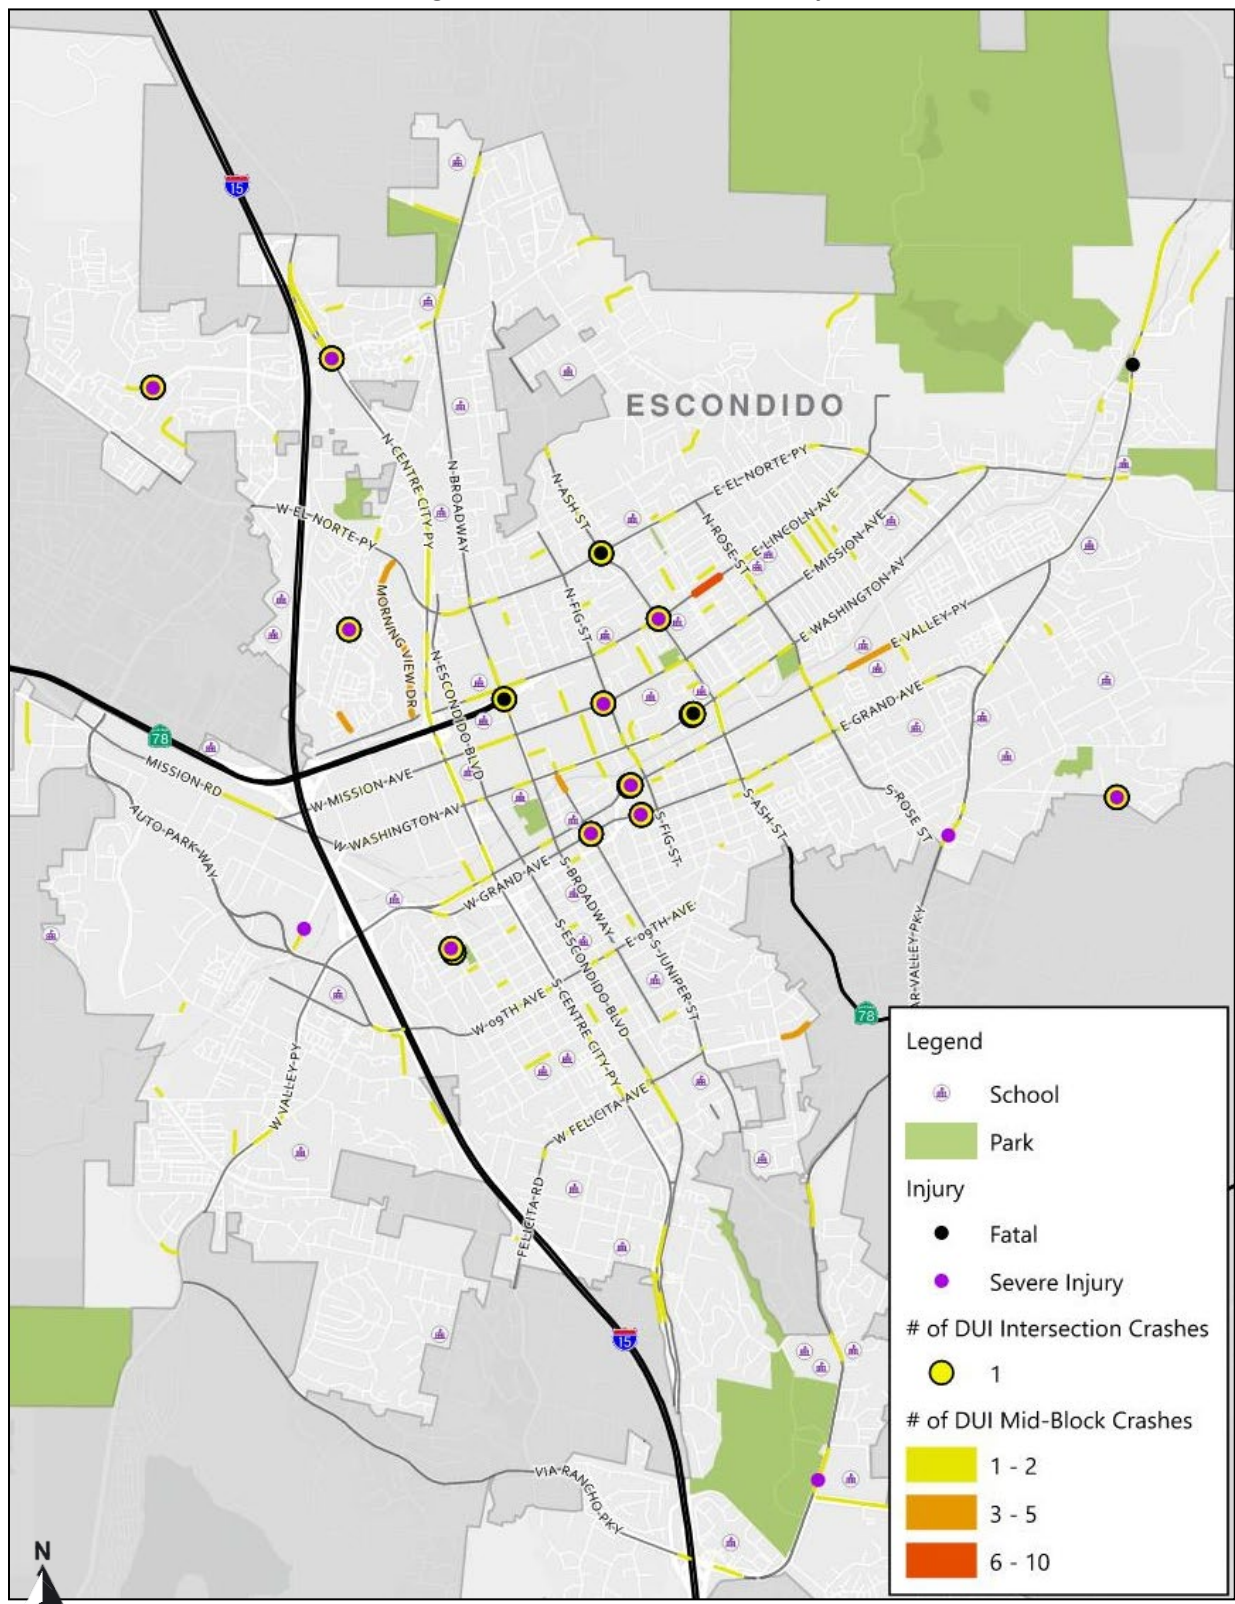 15
ESCONDIDO
N-CENTRE-CITY-PY
N-BROADWAY
N-ASH-ST
E-EL-NORTE-PY
W-EL-NORTE-PY
N-ROSE-ST
E-LINCOLN-AVE
E-MISSION-AVE
E-WASHINGTON-AV
MORNING-VIEW-DR
N-FIG-ST
E-VALLEY-PY
N-ESCONDIDO-BLVD
E-GRAND-AVE
78
MISSION-RD
W-MISSION-AVE
AUTO-PARK-WAY
W-WASHINGTON-AV
S-ASH-ST
S-ROSE ST
S-FIG-ST-
W-GRAND-AVE
S-BROADWAY
E-09TH-AVE
S-ESCONDIDO-BLVD
S-JUNIPER-ST
W-09TH AVE
S-CENTRE-CITY-PY
AR-VALLEY-PKY
78
W-VALLEY-PY
W-FELICITA-AVE
FELICITA-RD
15
VIA-RANCHO-PKY
N
Legend
School
Park
Injury
Fatal
Severe Injury
# of DUI Intersection Crashes
1
# of DUI Mid-Block Crashes
1 - 2
3 - 5
6 - 10